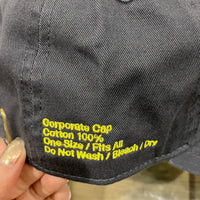 Corporate Cap
Cotton 100%
One Size / Fits All
Do Not Wash / Bleach / Dry